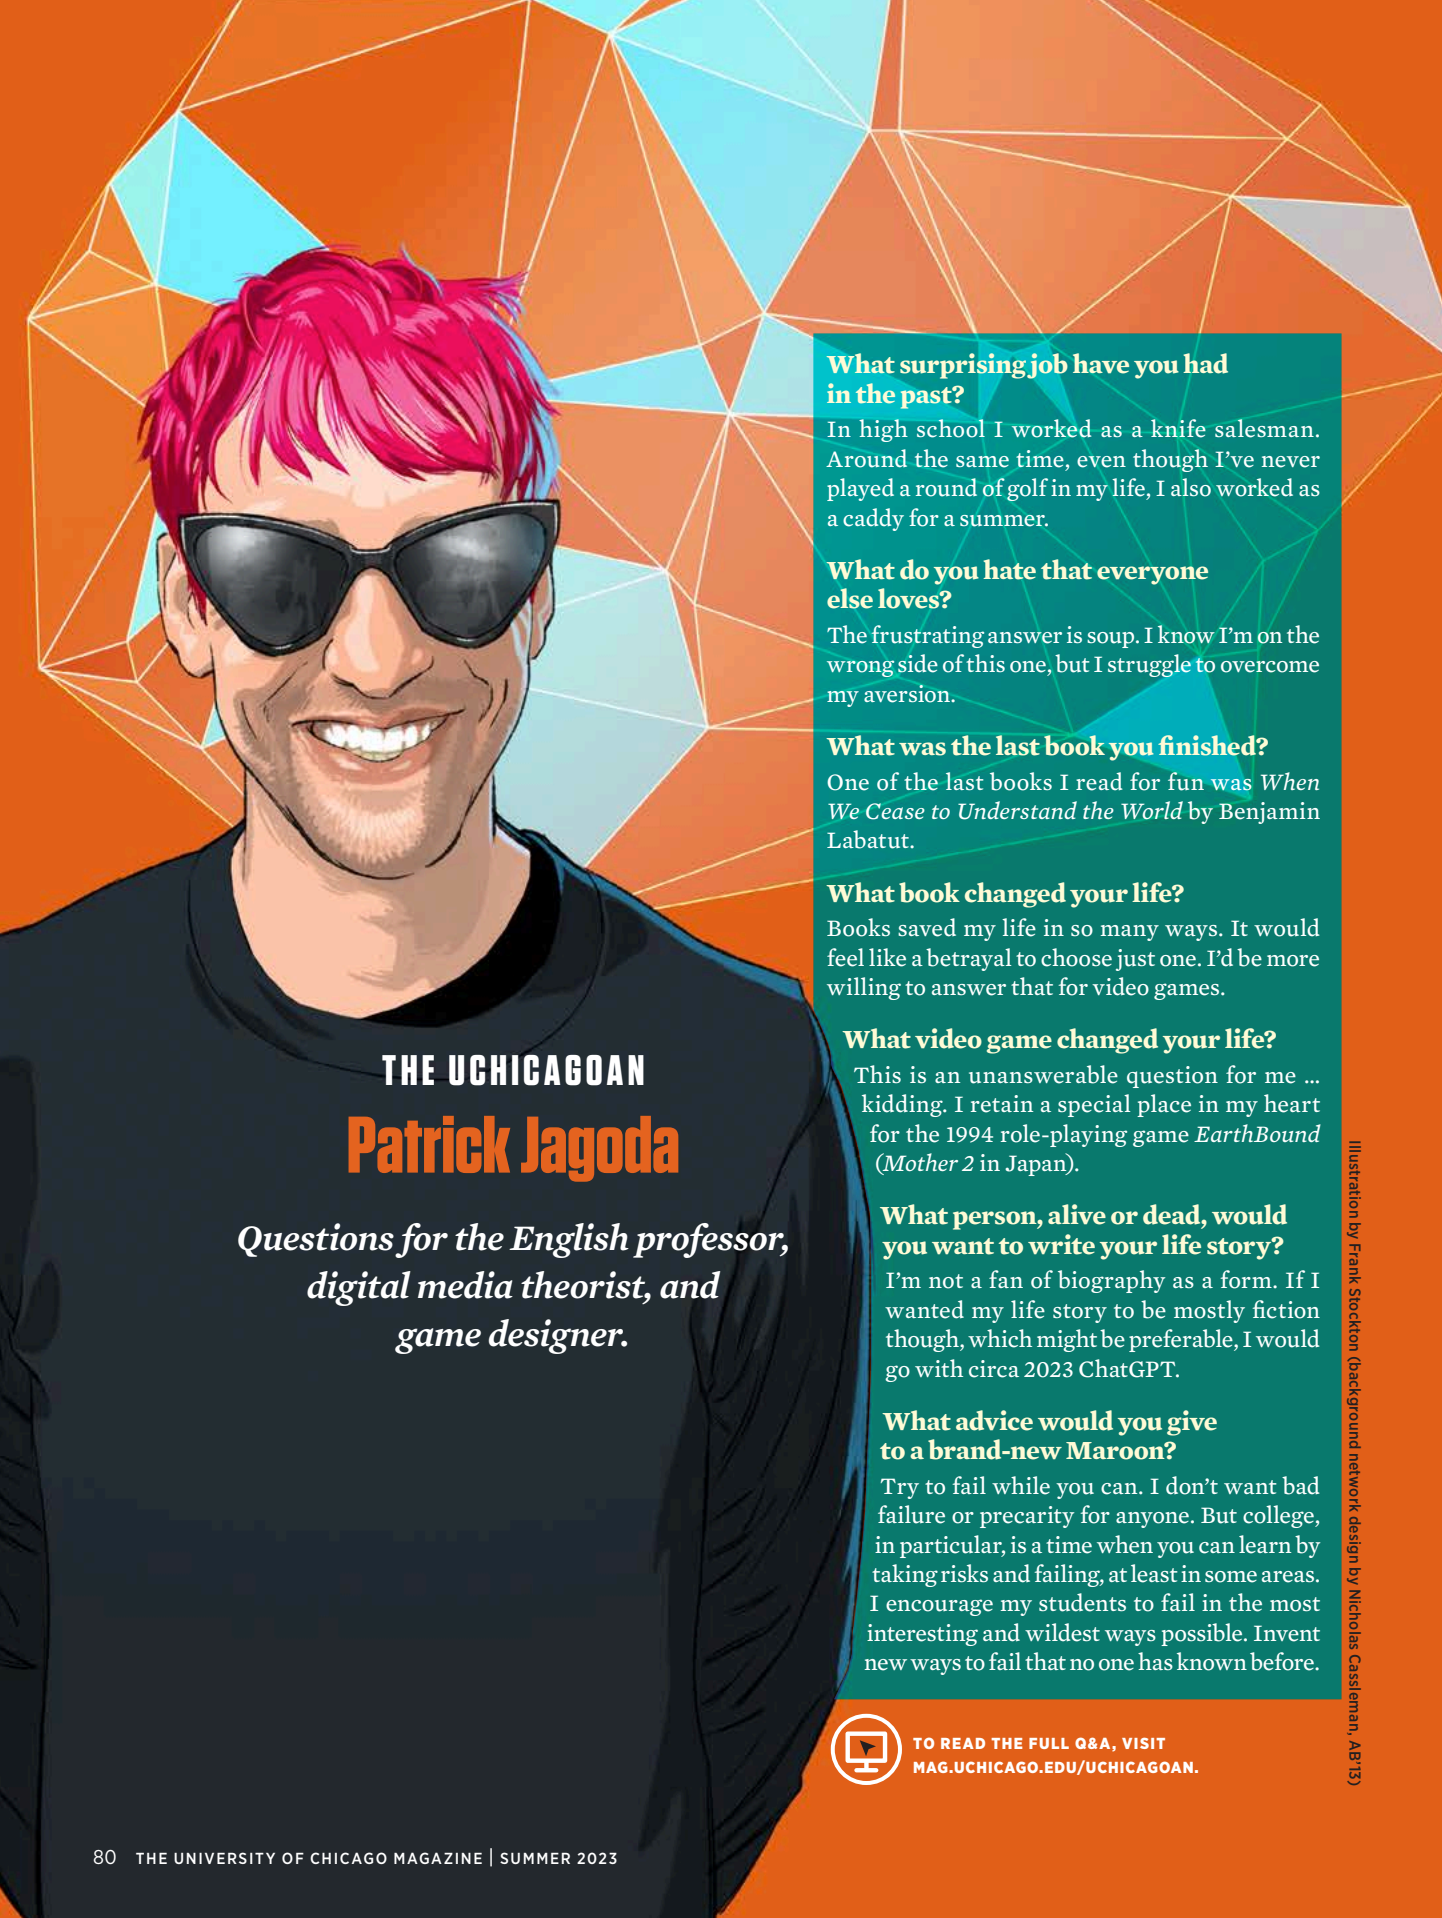 What surprising job have you had
in the past?
In high school I worked as a knife salesman.
Around the same time, even though I’ve never
played a round of golf in my life, I also worked as
a caddy for a summer.
What do you hate that everyone
else loves?
The frustrating answer is soup. I know I’m on the
wrong side of this one, but I struggle to overcome
my aversion.
What was the last book you finished?
One of the last books I read for fun was When
We Cease to Understand the World by Benjamin
Labatut.
What book changed your life?
Books saved my life in so many ways. It would
feel like a betrayal to choose just one. I’d be more
willing to answer that for video games.
What video game changed your life?
This is an unanswerable question for me ...
kidding. I retain a special place in my heart
for the 1994 role-playing game EarthBound
(Mother 2 in Japan).
What person, alive or dead, would
you want to write your life story?
I’m not a fan of biography as a form. If I
wanted my life story to be mostly fiction
though, which might be preferable, I would
go with circa 2023 ChatGPT.
What advice would you give
to a brand-new Maroon?
Try to fail while you can. I don’t want bad
failure or precarity for anyone. But college,
in particular, is a time when you can learn by
taking risks and failing, at least in some areas.
I encourage my students to fail in the most
interesting and wildest ways possible. Invent
new ways to fail that no one has known before.
THE UCHICAGOAN
Patrick Jagoda
Questions for the English professor,
digital media theorist, and
game designer.
TO READ THE FULL Q&A, VISIT
MAG.UCHICAGO.EDU/UCHICAGOAN.
Illustration by Frank Stockton (background network design by Nicholas Cassleman, AB’13)
80 THE UNIVERSITY OF CHICAGO MAGAZINE | SUMMER 2023